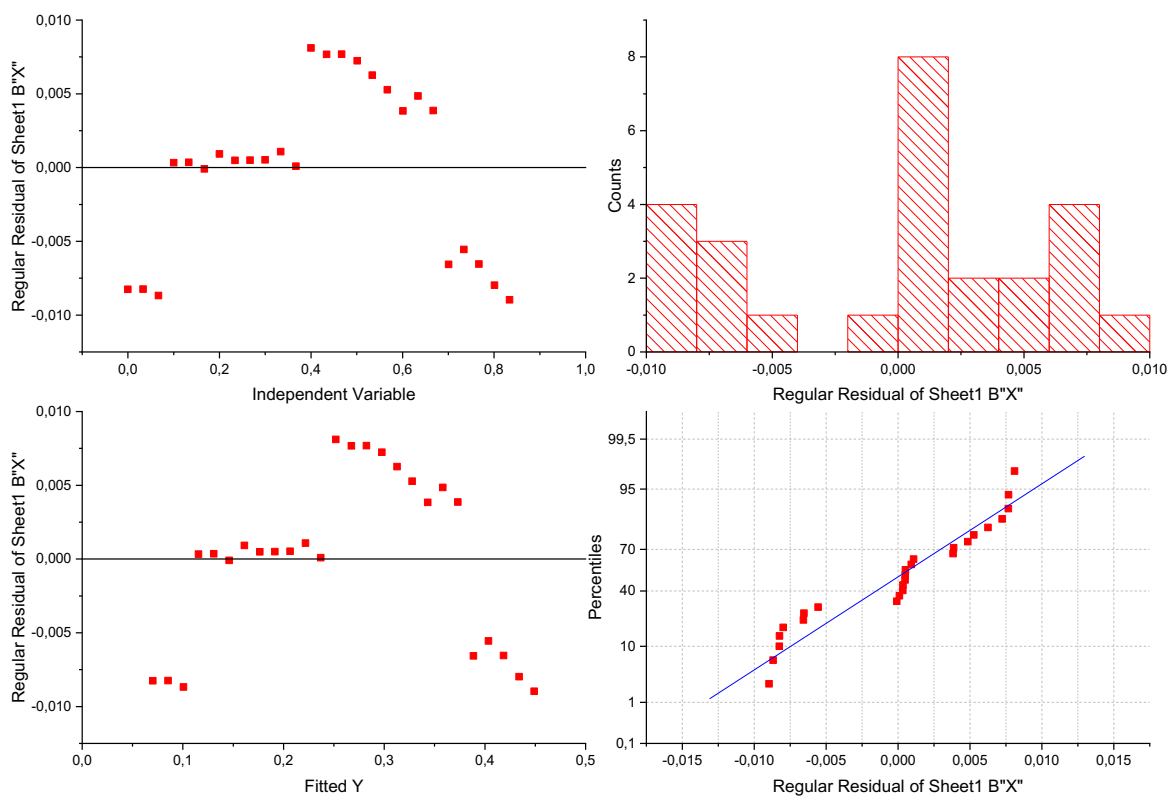 0,010
0,005
0,000
-0,005
-0,010
Regular Residual of Sheet1 B"X"
0,0 0,2 0,4 0,6 0,8 1,0
Independent Variable
8
6
4
2
0
Counts
-0,010 -0,005 0,000 0,005 0,010
Regular Residual of Sheet1 B"X"
0,010
0,005
0,000
-0,005
-0,010
Regular Residual of Sheet1 B"X"
0,0 0,1 0,2 0,3 0,4 0,5
Fitted Y
99,5
95
70
40
10
1
0,1
Percentiles
-0,015 -0,010 -0,005 0,000 0,005 0,010 0,015
Regular Residual of Sheet1 B"X"